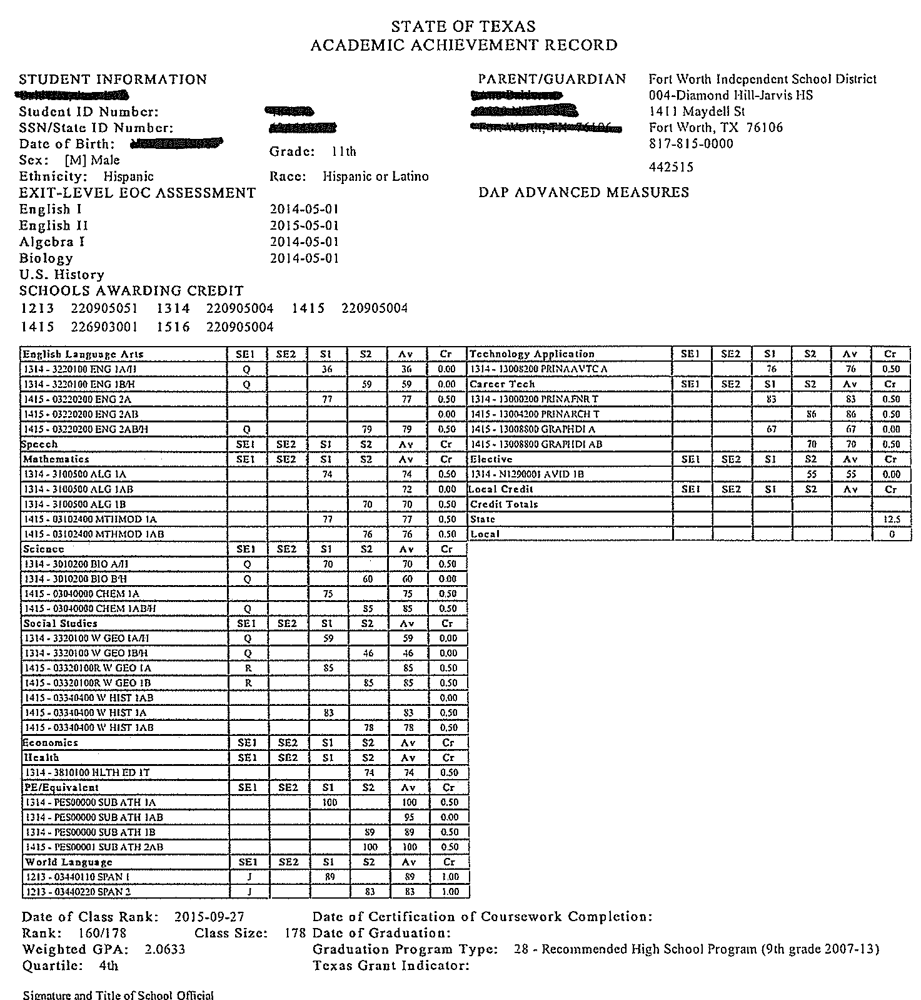 STATE OF TEXAS
ACADEMIC ACHIEVEMENT RECORD
STUDENT INFORMATION
PARENT/GUARDIAN
Fort Worth Independent School District
004-Diamond Hill-Jarvis HS
Student ID Number:
1411 Maydell St
SSN/State ID Number:
Fort Worth, TX 76106
Date of Birth:
Grade: 11th
817-815-0000
Sex: [M] Male
442515
Ethnicity: Hispanic
Race: Hispanic or Latino
EXIT-LEVEL EOC ASSESSMENT
DAP ADVANCED MEASURES
English I 2014-05-01
English II 2015-05-01
Algebra I 2014-05-01
Biology 2014-05-01
U.S. History
SCHOOLS AWARDING CREDIT
1213 220905051 1314 220905004 1415 220905004
1415 226903001 1516 220905004
English Language Arts SE1 SE2 S1 S2 Av Cr
1314 - 3220100 ENG 1A/H Q 36 36 0.00
1314 - 3220100 ENG 1B/H Q 59 59 0.00
1415 - 03220200 ENG 2A 77 77 0.50
1415 - 03220200 ENG 2AB 0.00
1415 - 03220200 ENG 2AB/H Q 79 79 0.50
Speech SE1 SE2 S1 S2 Av Cr
Mathematics SE1 SE2 S1 S2 Av Cr
1314 - 3100500 ALG 1A 74 74 0.50
1314 - 3100500 ALG 1AB 72 0.00
1314 - 3100500 ALG 1B 70 70 0.50
1415 - 03102400 MTHMOD 1A 77 77 0.50
1415 - 03102400 MTHMOD 1AB 76 76 0.50
Science SE1 SE2 S1 S2 Av Cr
1314 - 3010200 BIO A/H Q 70 70 0.50
1314 - 3010200 BIO B/H Q 60 60 0.00
1415 - 03040000 CHEM 1A 75 75 0.50
1415 - 03040000 CHEM 1AB/H Q 85 85 0.50
Social Studies SE1 SE2 S1 S2 Av Cr
1314 - 3320100 W GEO 1A/H Q 59 59 0.00
1314 - 3320100 W GEO 1B/H Q 46 46 0.00
1415 - 03320100R W GEO 1A R 85 85 0.50
1415 - 03320100R W GEO 1B R 85 85 0.50
1415 - 03340400 W HIST 1AB 0.00
1415 - 03340400 W HIST 1A 83 83 0.50
1415 - 03340400 W HIST 1AB 78 78 0.50
Economics SE1 SE2 S1 S2 Av Cr
Health SE1 SE2 S1 S2 Av Cr
1314 - 3810100 HLTH ED 1T 74 74 0.50
PE/Equivalent SE1 SE2 S1 S2 Av Cr
1314 - PES00000 SUB ATH 1A 100 100 0.50
1314 - PES00000 SUB ATH 1AB 95 0.00
1314 - PES00000 SUB ATH 1B 89 89 0.50
1415 - PES00001 SUB ATH 2AB 100 100 0.50
World Language SE1 SE2 S1 S2 Av Cr
1213 - 03440110 SPAN 1 J 89 89 1.00
1213 - 03440220 SPAN 2 J 83 83 1.00
Technology Application SE1 SE2 S1 S2 Av Cr
1314 - 13008200 PRINAAVTC A 76 76 0.50
Career Tech SE1 SE2 S1 S2 Av Cr
1314 - 13000200 PRINAFNR T 83 83 0.50
1415 - 13004200 PRINARCH T 86 86 0.50
1415 - 13008800 GRAPHDI A 67 67 0.00
1415 - 13008800 GRAPHDI AB 70 70 0.50
Elective SE1 SE2 S1 S2 Av Cr
1314 - N1290001 AVID 1B 55 55 0.00
Local Credit SE1 SE2 S1 S2 Av Cr
Credit Totals
State 12.5
Local 0
Date of Class Rank: 2015-09-27
Date of Certification of Coursework Completion:
Rank: 160/178 Class Size: 178
Date of Graduation:
Weighted GPA: 2.0633
Graduation Program Type: 28 - Recommended High School Program (9th grade 2007-13)
Quartile: 4th
Texas Grant Indicator:
Signature and Title of School Official